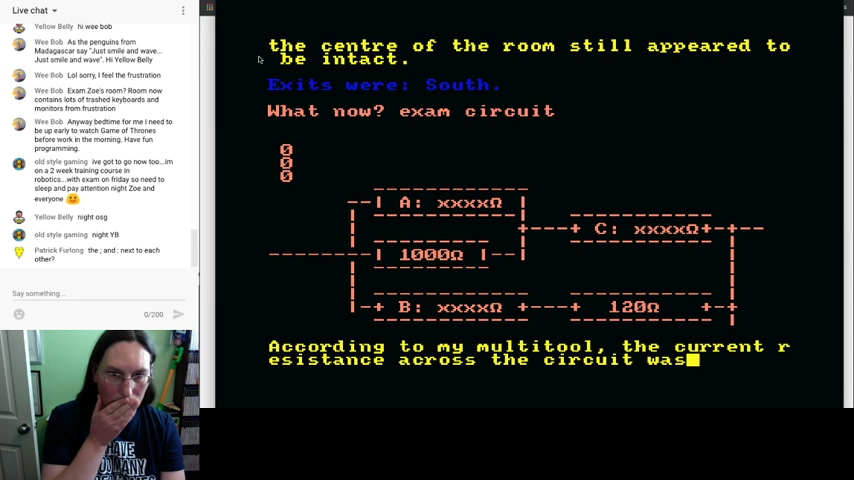 Live chat
Yellow Belly hi wee bob
Wee Bob As the penguins from
Madagascar say "Just smile and wave...
Just smile and wave". Hi Yellow Belly
Wee Bob Lol sorry, I feel the frustration
Wee Bob Exam Zoe's room? Room now
contains lots of trashed keyboards and
monitors from frustration
Wee Bob Anyway bedtime for me I need to
be up early to watch Game of Thrones
before work in the morning. Have fun
programming.
old style gaming ive got to go now too...im
on a 2 week training course in
robotics...with exam on friday so need to
sleep and pay attention night Zoe and
everyone
Yellow Belly night osg
old style gaming night YB
Patrick Furlong the ; and : next to each
other?
Say something...
0/200
the centre of the room still appeared to
be intact.
Exits were: South.
What now? exam circuit
0
0
0
A: xxxxΩ
C: xxxxΩ
1000Ω
B: xxxxΩ
120Ω
According to my multitool, the current r
esistance across the circuit was